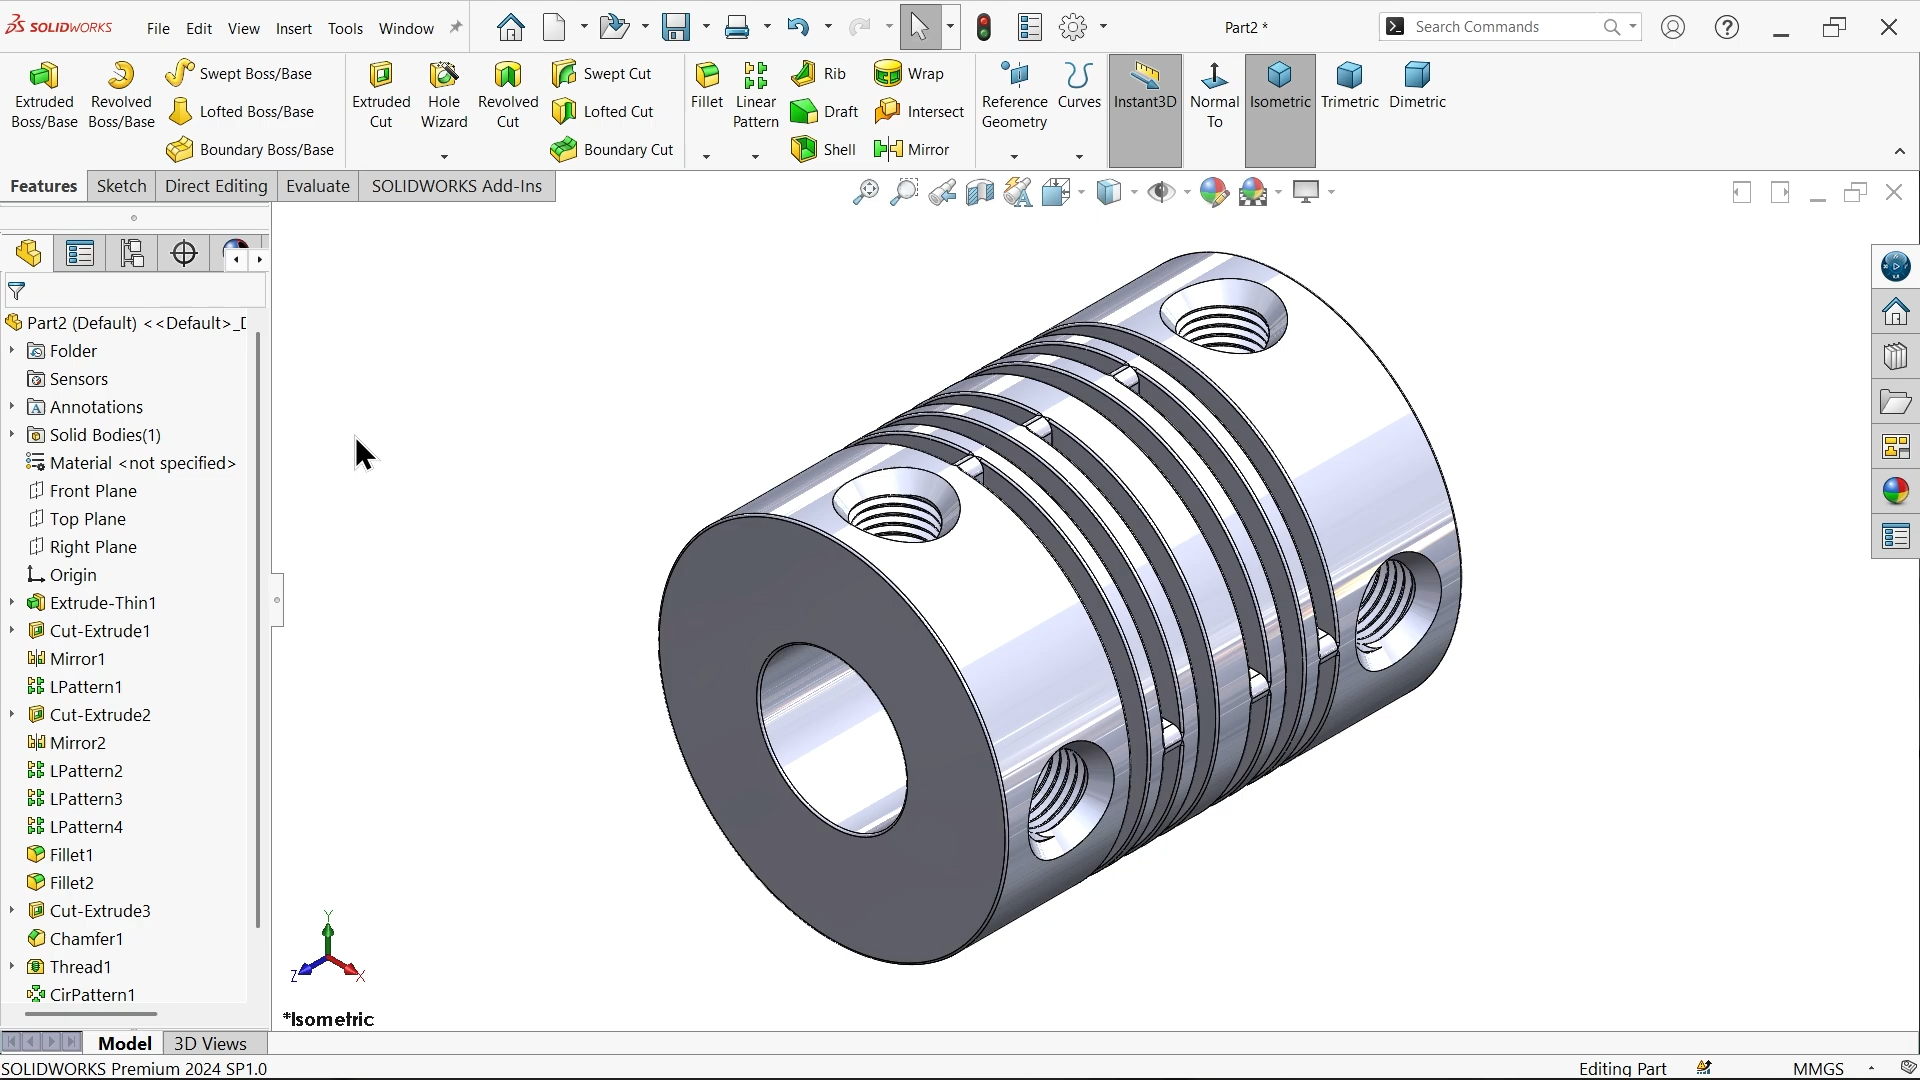 SOLIDWORKS File Edit View Insert Tools Window Part2 * Search Commands
Extruded Boss/Base
Revolved Boss/Base
Swept Boss/Base
Lofted Boss/Base
Boundary Boss/Base
Extruded Cut
Hole Wizard
Revolved Cut
Swept Cut
Lofted Cut
Boundary Cut
Fillet
Linear Pattern
Rib
Draft
Shell
Wrap
Intersect
Mirror
Reference Geometry
Curves
Instant3D
Normal To
Isometric
Trimetric
Dimetric
Features Sketch Direct Editing Evaluate SOLIDWORKS Add-Ins
Part2 (Default) <<Default>_D
Folder
Sensors
Annotations
Solid Bodies(1)
Material <not specified>
Front Plane
Top Plane
Right Plane
Origin
Extrude-Thin1
Cut-Extrude1
Mirror1
LPattern1
Cut-Extrude2
Mirror2
LPattern2
LPattern3
LPattern4
Fillet1
Fillet2
Cut-Extrude3
Chamfer1
Thread1
CirPattern1
Y
Z
X
*Isometric
Model 3D Views
SOLIDWORKS Premium 2024 SP1.0 Editing Part MMGS